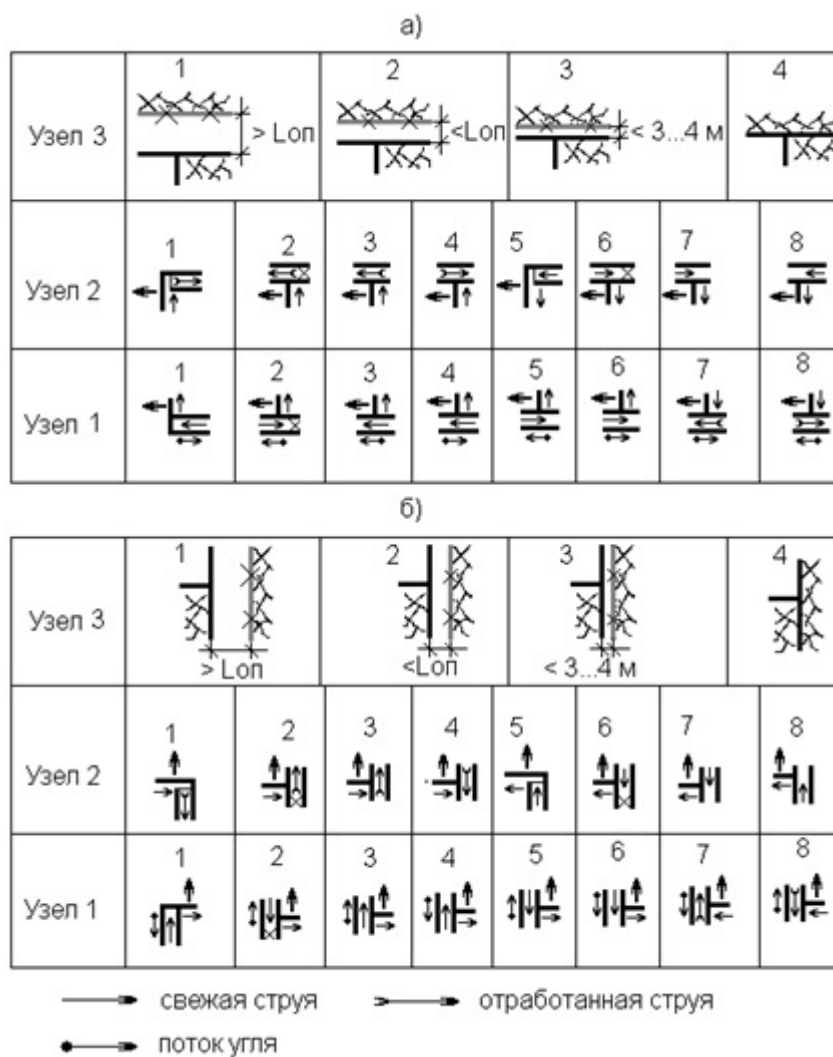 а)
1 2 3 4
Узел 3 > Lоп <Lоп < 3...4 м
1 2 3 4 5 6 7 8
Узел 2
1 2 3 4 5 6 7 8
Узел 1
б)
1 2 3 4
Узел 3
> Lоп <Lоп < 3...4 м
1 2 3 4 5 6 7 8
Узел 2
1 2 3 4 5 6 7 8
Узел 1
свежая струя отработанная струя
поток угля